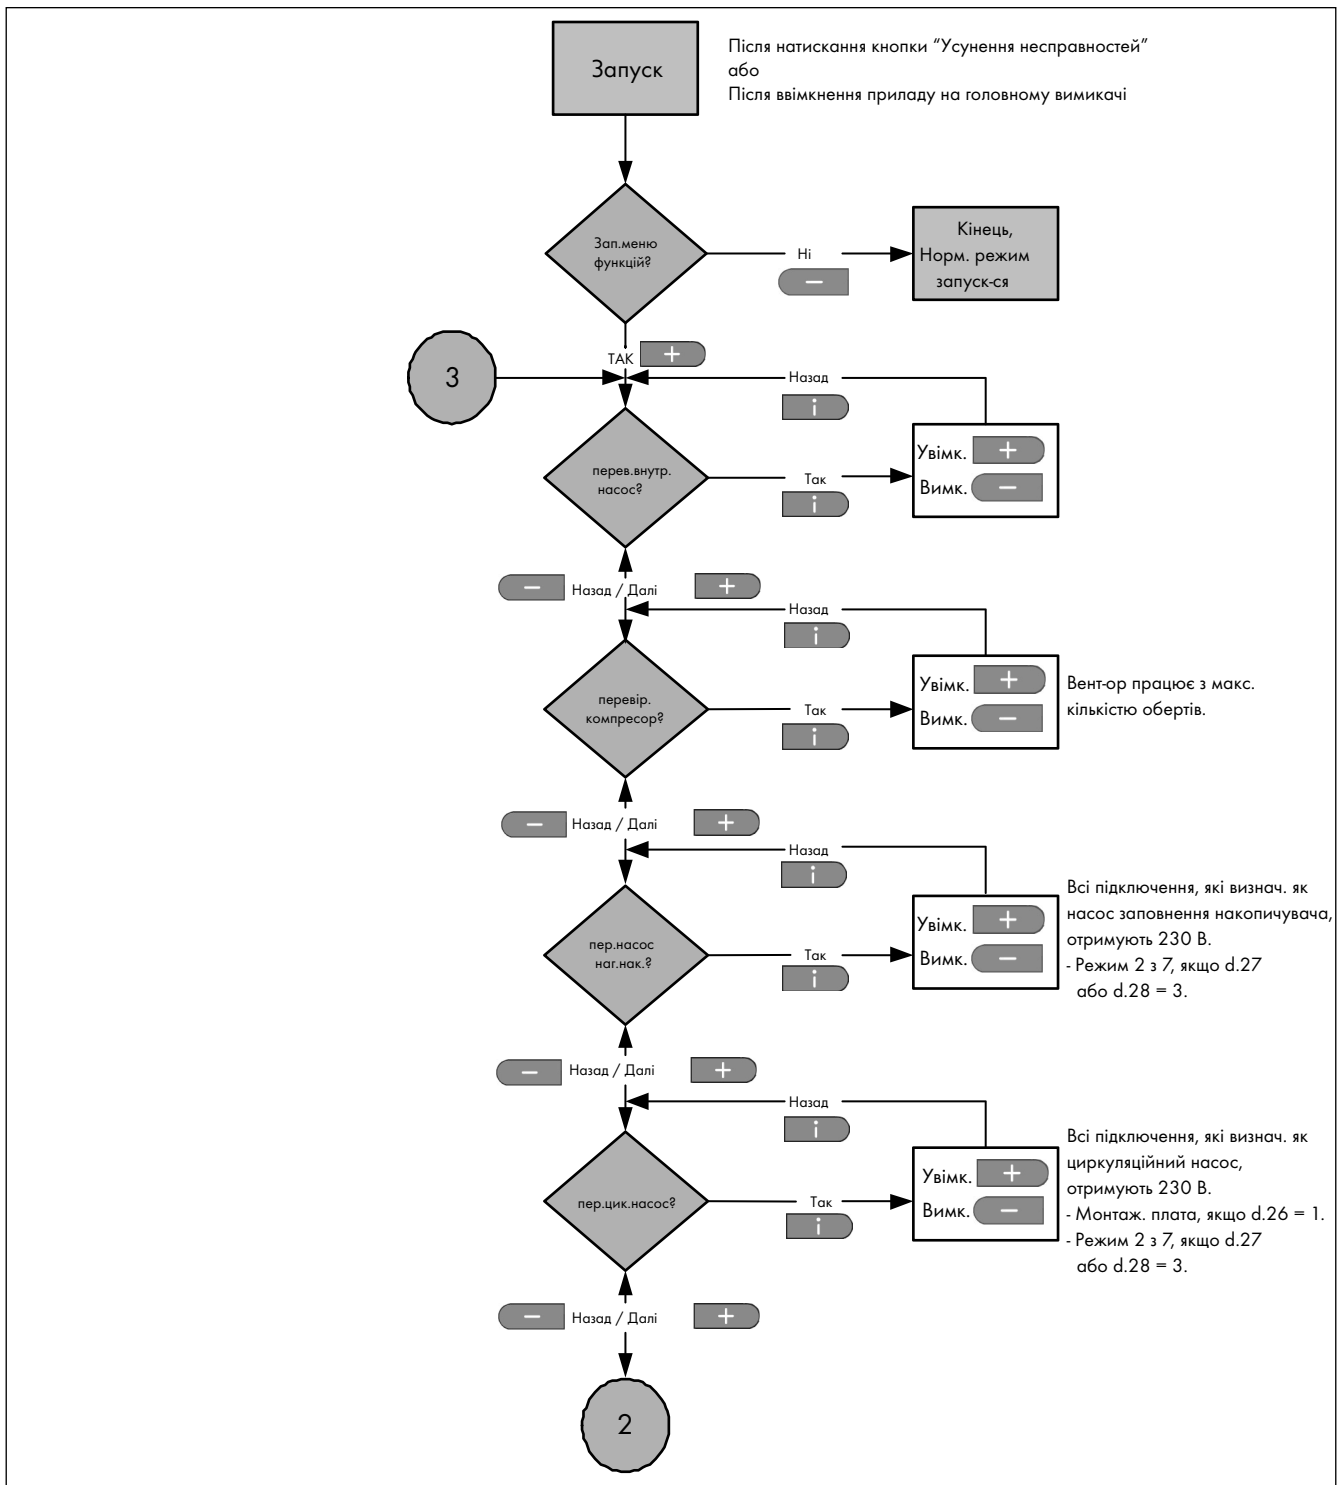 Запуск
Після натискання кнопки “Усунення несправностей”
або
Після ввімкнення приладу на головному вимикачі
Зап.меню
функцій?
Ні
−
Кінець,
Норм. режим
запуск-ся
ТАК +
3
Назад
i
перев.внутр.
насос?
Так
i
Увімк. +
Вимк. −
− Назад / Далі +
Назад
i
перевір.
компресор?
Так
i
Увімк. +
Вимк. −
Вент-ор працює з макс.
кількістю обертів.
− Назад / Далі +
Назад
i
пер.насос
наг.нак.?
Так
i
Увімк. +
Вимк. −
Всі підключення, які визнач. як
насос заповнення накопичувача,
отримують 230 В.
- Режим 2 з 7, якщо d.27
або d.28 = 3.
− Назад / Далі +
Назад
i
пер.цик.насос?
Так
i
Увімк. +
Вимк. −
Всі підключення, які визнач. як
циркуляційний насос,
отримують 230 В.
- Монтаж. плата, якщо d.26 = 1.
- Режим 2 з 7, якщо d.27
або d.28 = 3.
− Назад / Далі +
2